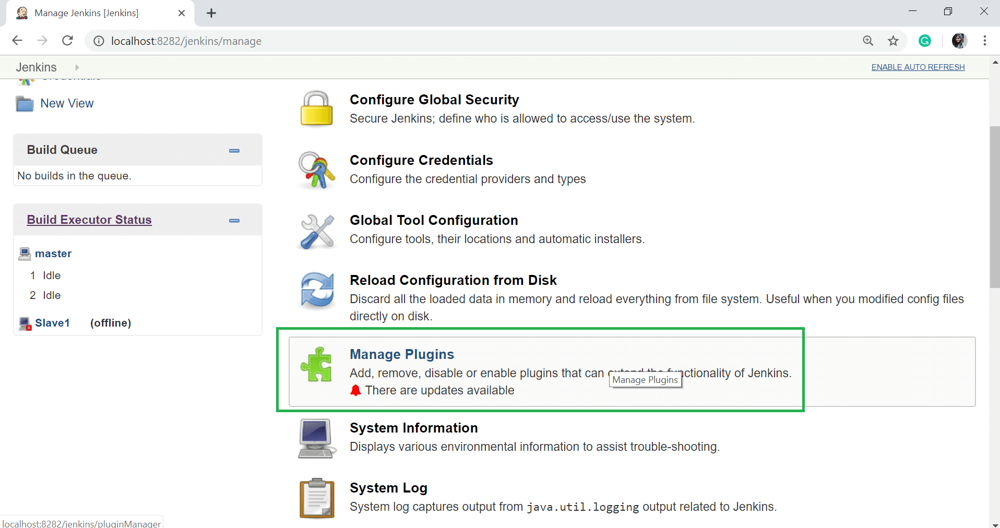 Manage Jenkins [Jenkins]
localhost:8282/jenkins/manage
Jenkins
ENABLE AUTO REFRESH
Credentials
New View
Build Queue
No builds in the queue.
Build Executor Status
master
1 Idle
2 Idle
Slave1 (offline)
Configure Global Security
Secure Jenkins; define who is allowed to access/use the system.
Configure Credentials
Configure the credential providers and types
Global Tool Configuration
Configure tools, their locations and automatic installers.
Reload Configuration from Disk
Discard all the loaded data in memory and reload everything from file system. Useful when you modified config files
directly on disk.
Manage Plugins
Add, remove, disable or enable plugins that can extend the functionality of Jenkins.
Manage Plugins
There are updates available
System Information
Displays various environmental information to assist trouble-shooting.
System Log
System log captures output from java.util.logging output related to Jenkins.
localhost:8282/jenkins/pluginManager